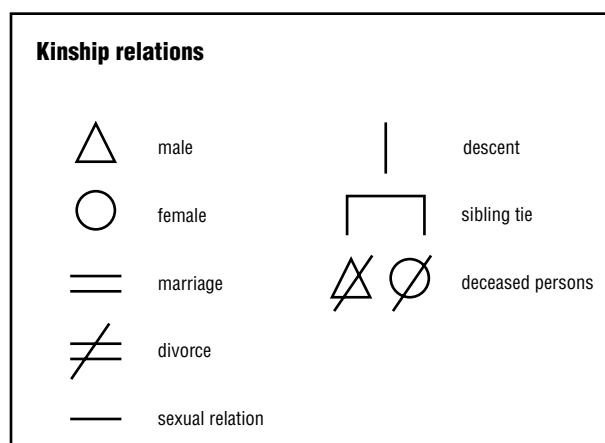 Kinship relations
male
female
marriage
divorce
sexual relation
descent
sibling tie
deceased persons